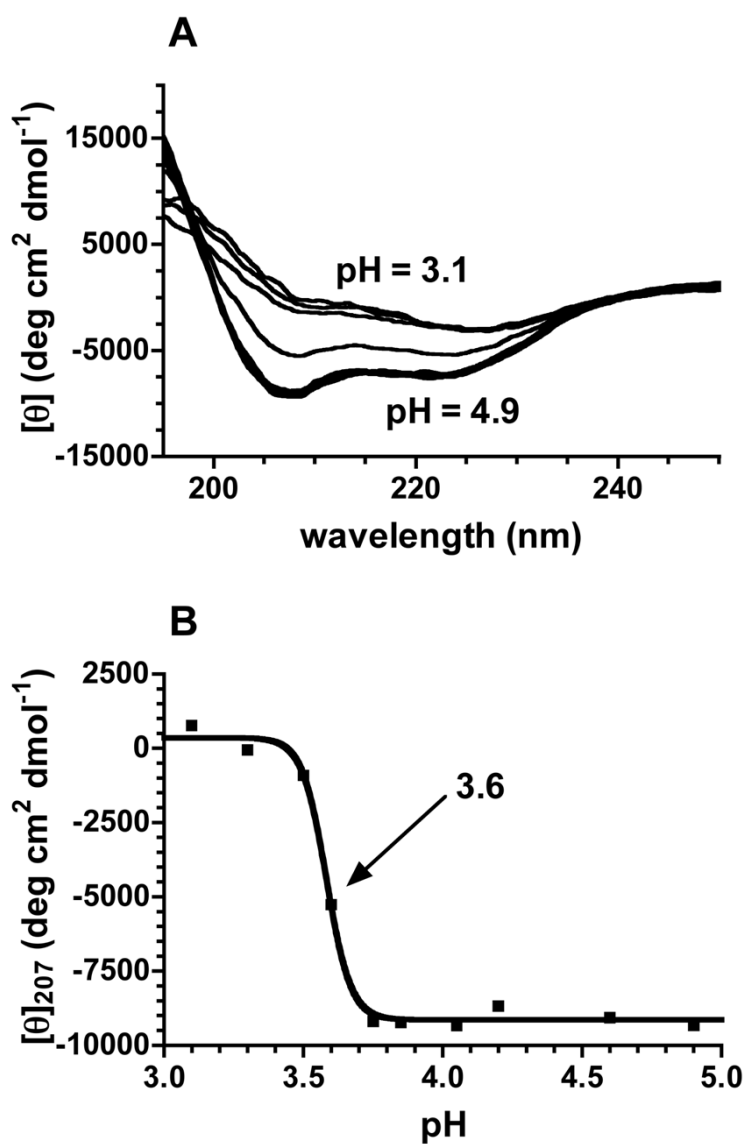 A
[θ] (deg cm² dmol⁻¹)
15000
5000
-5000
-15000
pH = 3.1
pH = 4.9
200
220
240
wavelength (nm)
B
[θ]₂₀₇ (deg cm² dmol⁻¹)
2500
0
-2500
-5000
-7500
-10000
3.6
3.0
3.5
4.0
4.5
5.0
pH